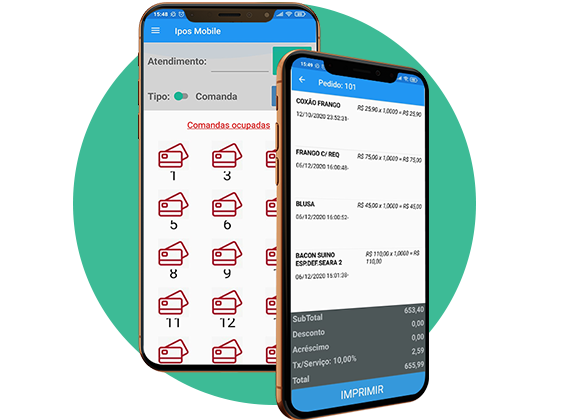 15:48
Ipos Mobile
Atendimento:
Tipo: Comanda
Comandas ocupadas
1 3
5 6
8 9
11 12
15:49
Pedido: 101
COXÃO FRANGO R$ 25,90 x 1,0000 = R$ 25,90
12/10/2020 23:52:31-
FRANGO C/ REQ R$ 75,00 x 1,0000 = R$ 75,00
06/12/2020 16:00:48-
BLUSA R$ 45,00 x 1,0000 = R$ 45,00
06/12/2020 16:00:52-
BACON SUINO R$ 110,00 x 1,0000 = R$
ESP.DEF.SEARA 2 110,00
06/12/2020 16:01:38-
SubTotal 653,40
Desconto 0,00
Acréscimo 0,00
Tx/Serviço: 10,00% 2,59
Total 655,99
IMPRIMIR